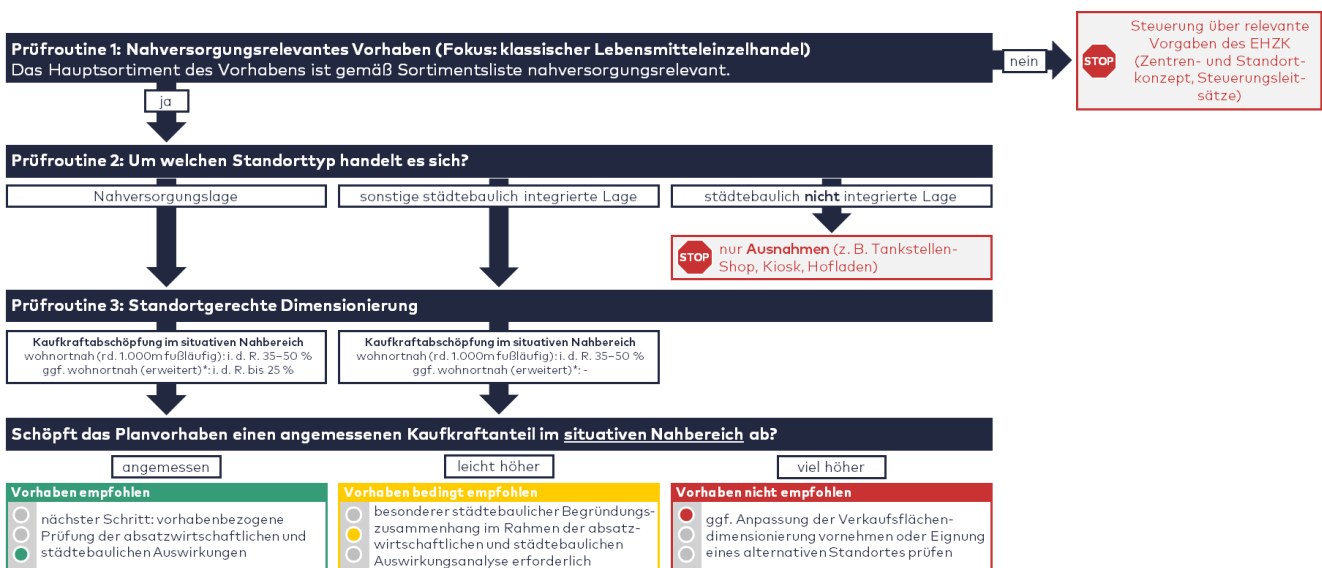 Prüfroutine 1: Nahversorgungsrelevantes Vorhaben (Fokus: klassischer Lebensmitteleinzelhandel)
Das Hauptsortiment des Vorhabens ist gemäß Sortimentsliste nahversorgungsrelevant.
nein
STOP
Steuerung über relevante
Vorgaben des EHZK
(Zentren- und Standort-
konzept, Steuerungsleit-
sätze)
ja
Prüfroutine 2: Um welchen Standorttyp handelt es sich?
Nahversorgungslage
sonstige städtebaulich integrierte Lage
städtebaulich nicht integrierte Lage
STOP
nur Ausnahmen (z. B. Tankstellen-
Shop, Kiosk, Hofladen)
Prüfroutine 3: Standortgerechte Dimensionierung
Kaufkraftabschöpfung im situativen Nahbereich
wohnortnah (rd. 1.000m fußläufig): i. d. R. 35–50 %
ggf. wohnortnah (erweitert)*: i. d. R. bis 25 %
Kaufkraftabschöpfung im situativen Nahbereich
wohnortnah (rd. 1.000m fußläufig): i. d. R. 35–50 %
ggf. wohnortnah (erweitert)*: -
Schöpft das Planvorhaben einen angemessenen Kaufkraftanteil im situativen Nahbereich ab?
angemessen
leicht höher
viel höher
Vorhaben empfohlen
nächster Schritt: vorhabenbezogene
Prüfung der absatzwirtschaftlichen und
städtebaulichen Auswirkungen
Vorhaben bedingt empfohlen
besonderer städtebaulicher Begründungs-
zusammenhang im Rahmen der absatz-
wirtschaftlichen und städtebaulichen
Auswirkungsanalyse erforderlich
Vorhaben nicht empfohlen
ggf. Anpassung der Verkaufsflächen-
dimensionierung vornehmen oder Eignung
eines alternativen Standortes prüfen